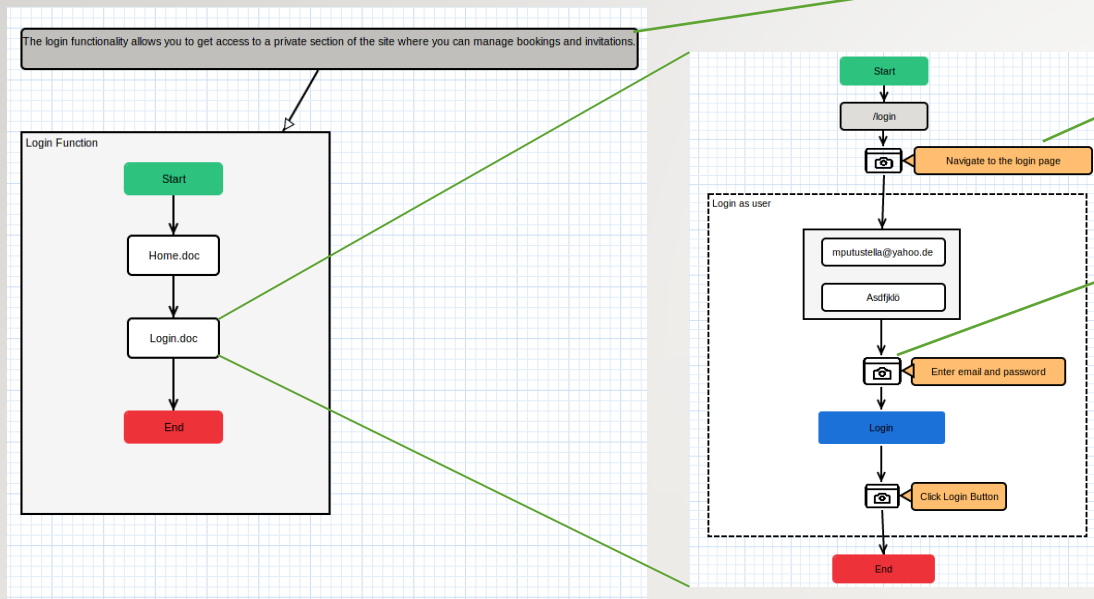 The login functionality allows you to get access to a private section of the site where you can manage bookings and invitations.
Login Function
Start
Home.doc
Login.doc
End
Start
/login
Navigate to the login page
Login as user
mputustella@yahoo.de
Asdfjklö
Enter email and password
Login
Click Login Button
End